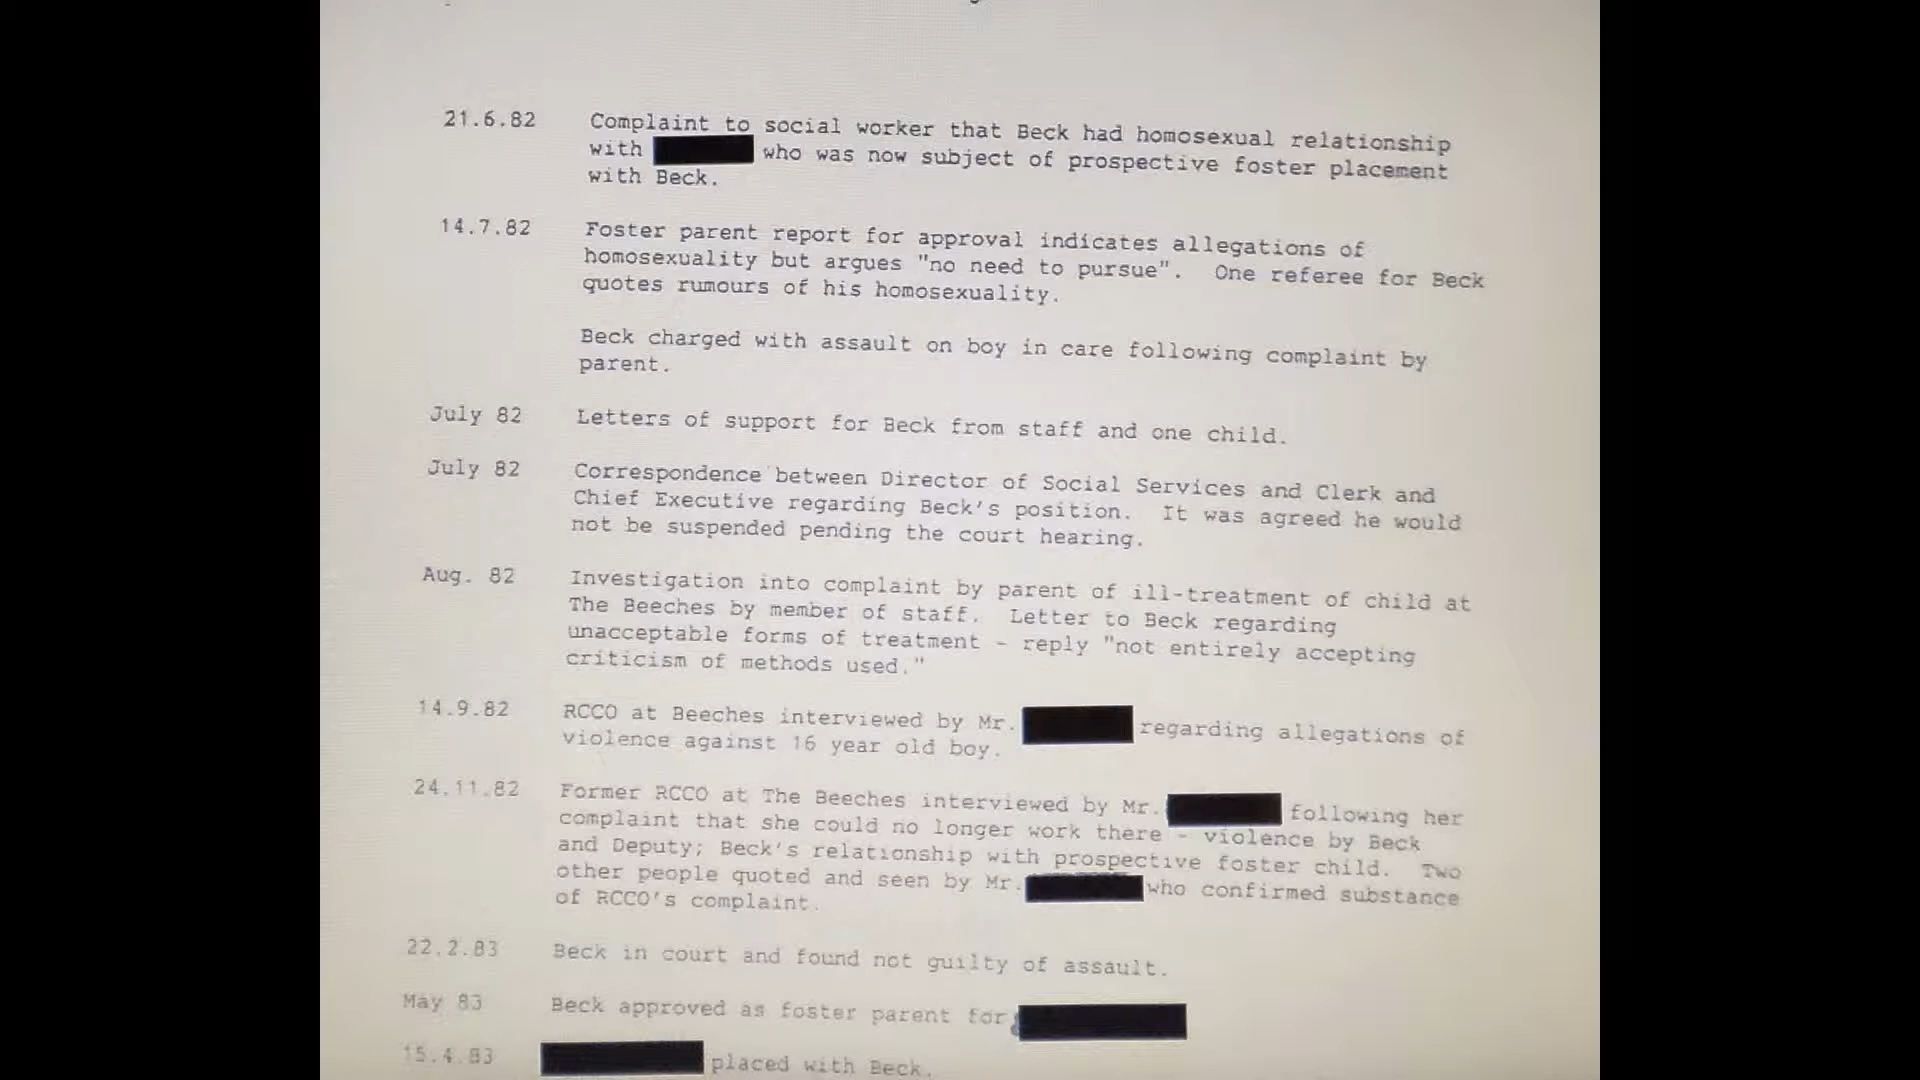 21.6.82 Complaint to social worker that Beck had homosexual relationship
with who was now subject of prospective foster placement
with Beck.
14.7.82 Foster parent report for approval indicates allegations of
homosexuality but argues "no need to pursue". One referee for Beck
quotes rumours of his homosexuality.
Beck charged with assault on boy in care following complaint by
parent.
July 82 Letters of support for Beck from staff and one child.
July 82 Correspondence between Director of Social Services and Clerk and
Chief Executive regarding Beck's position. It was agreed he would
not be suspended pending the court hearing.
Aug. 82 Investigation into complaint by parent of ill-treatment of child at
The Beeches by member of staff. Letter to Beck regarding
unacceptable forms of treatment - reply "not entirely accepting
criticism of methods used."
14.9.82 RCCO at Beeches interviewed by Mr. regarding allegations of
violence against 16 year old boy.
24.11.82 Former RCCO at The Beeches interviewed by Mr. following her
complaint that she could no longer work there - violence by Beck
and Deputy; Beck's relationship with prospective foster child. Two
other people quoted and seen by Mr. who confirmed substance
of RCCO's complaint.
22.2.83 Beck in court and found not guilty of assault.
May 83 Beck approved as foster parent for
15.4.83 placed with Beck.